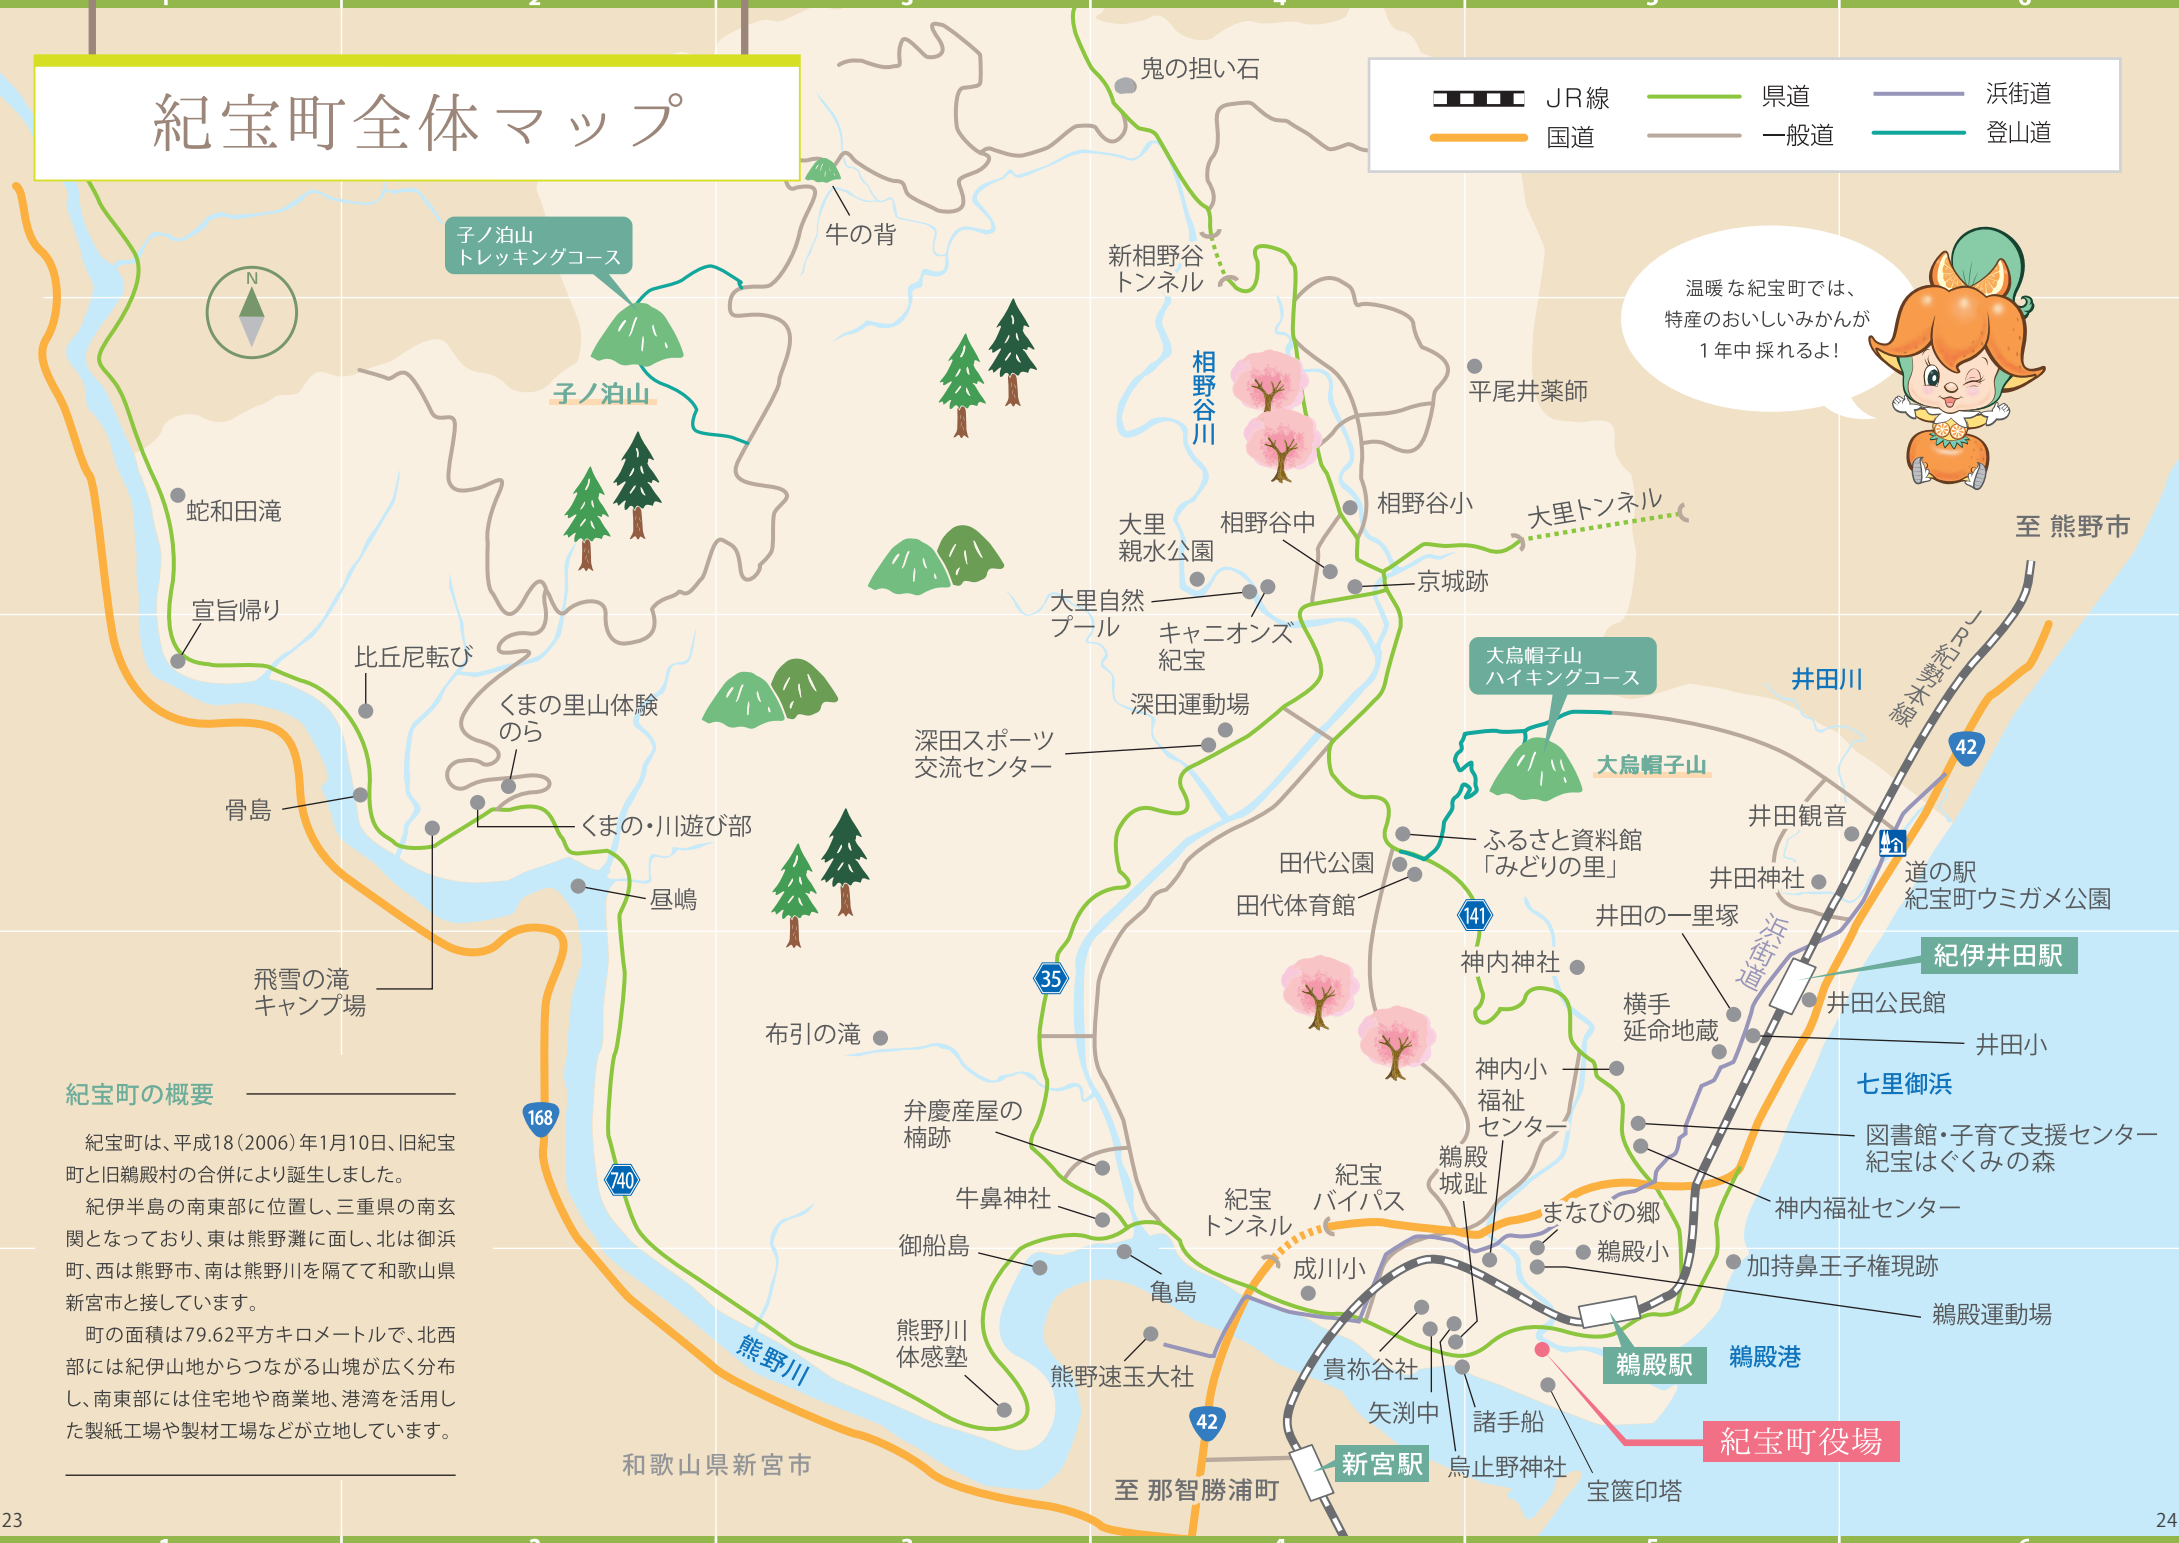 紀宝町全体マップ
JR線
国道
県道
一般道
浜街道
登山道
温暖な紀宝町では、
特産のおいしいみかんが
1年中採れるよ!
N
鬼の担い石
牛の背
子ノ泊山
トレッキングコース
子ノ泊山
新相野谷
トンネル
相野谷川
平尾井薬師
蛇和田滝
大里
親水公園
相野谷中
相野谷小
大里トンネル
至 熊野市
宣旨帰り
大里自然
プール
キャニオンズ
紀宝
京城跡
比丘尼転び
くまの里山体験
のら
深田運動場
深田スポーツ
交流センター
大烏帽子山
ハイキングコース
大烏帽子山
井田川
JR紀勢本線
42
骨島
くまの・川遊び部
井田観音
ふるさと資料館
「みどりの里」
田代公園
田代体育館
昼嶋
井田神社
道の駅
紀宝町ウミガメ公園
141
井田の一里塚
浜街道
紀伊井田駅
飛雪の滝
キャンプ場
35
神内神社
井田公民館
横手
延命地蔵
布引の滝
井田小
神内小
七里御浜
福祉
センター
168
弁慶産屋の
楠跡
図書館・子育て支援センター
紀宝はぐくみの森
鵜殿
城趾
740
紀宝
バイパス
牛鼻神社
紀宝
トンネル
まなびの郷
神内福祉センター
御船島
鵜殿小
加持鼻王子権現跡
亀島
成川小
鵜殿運動場
熊野川
体感塾
熊野川
熊野速玉大社
貴祢谷社
鵜殿駅
鵜殿港
矢渕中
諸手船
42
紀宝町役場
和歌山県新宮市
新宮駅
烏止野神社
至 那智勝浦町
宝篋印塔
紀宝町の概要
紀宝町は、平成18(2006)年1月10日、旧紀宝
町と旧鵜殿村の合併により誕生しました。
紀伊半島の南東部に位置し、三重県の南玄
関となっており、東は熊野灘に面し、北は御浜
町、西は熊野市、南は熊野川を隔てて和歌山県
新宮市と接しています。
町の面積は79.62平方キロメートルで、北西
部には紀伊山地からつながる山塊が広く分布
し、南東部には住宅地や商業地、港湾を活用し
た製紙工場や製材工場などが立地しています。
23
24